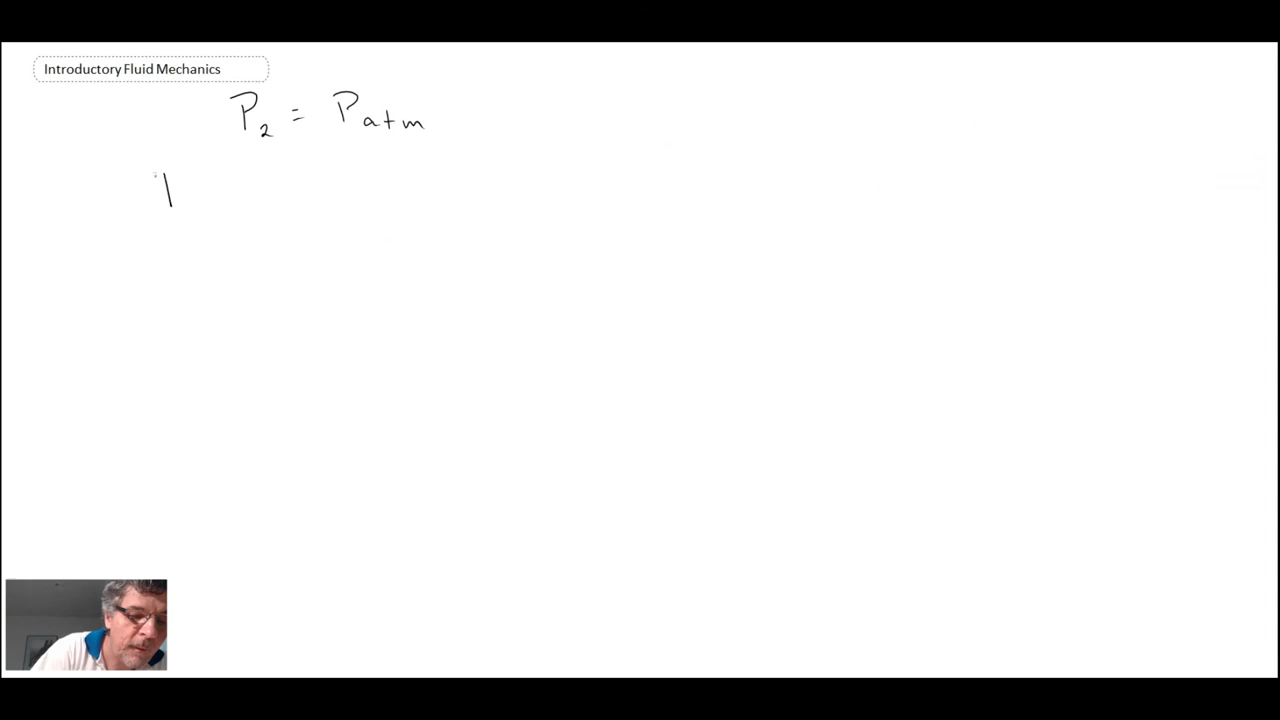 Introductory Fluid Mechanics
P₂ = Patm